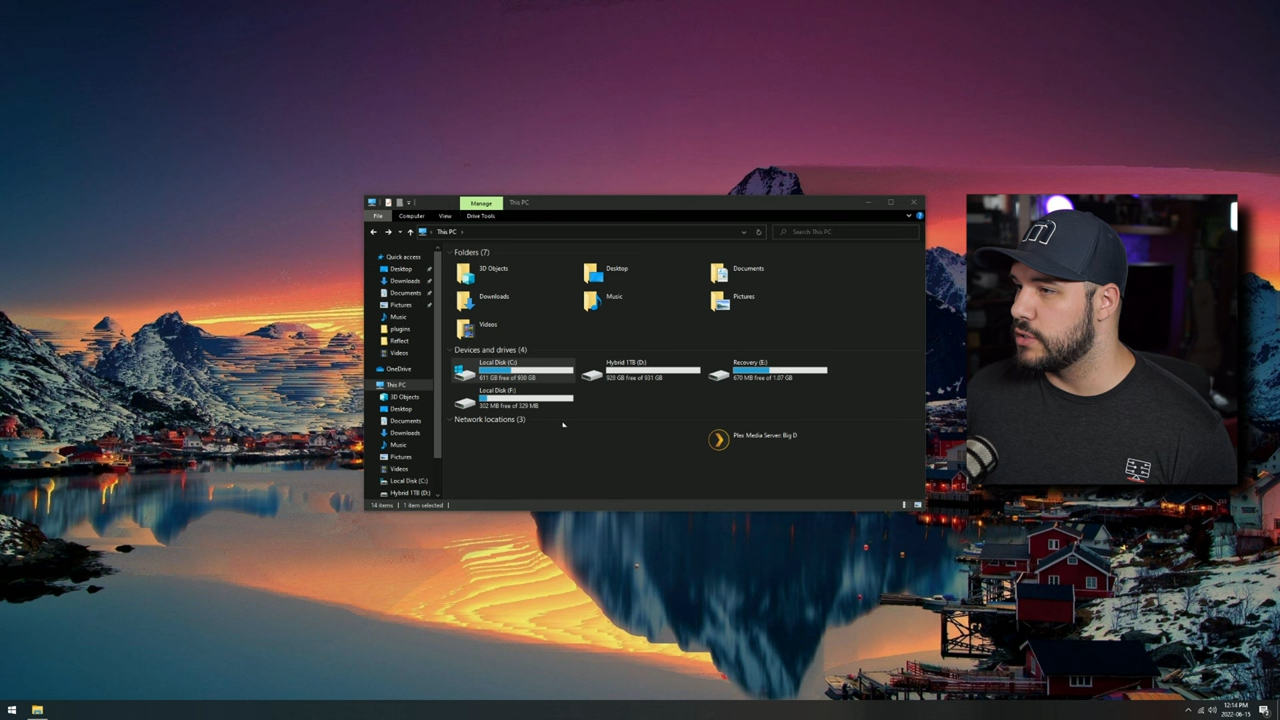 Manage
This PC
File
Computer
View
Drive Tools
This PC
Search This PC
Quick access
Desktop
Downloads
Documents
Pictures
Music
plugins
Reflect
Videos
OneDrive
This PC
3D Objects
Desktop
Documents
Downloads
Music
Pictures
Videos
Local Disk (C:)
Hybrid 1TB (D:)
Folders (7)
3D Objects
Desktop
Documents
Downloads
Music
Pictures
Videos
Devices and drives (4)
Local Disk (C:)
611 GB free of 930 GB
Hybrid 1TB (D:)
928 GB free of 931 GB
Recovery (E:)
670 MB free of 1.07 GB
Local Disk (F:)
302 MB free of 329 MB
Network locations (3)
Plex Media Server: Big D
14 items
1 item selected
12:14 PM
2022-06-15